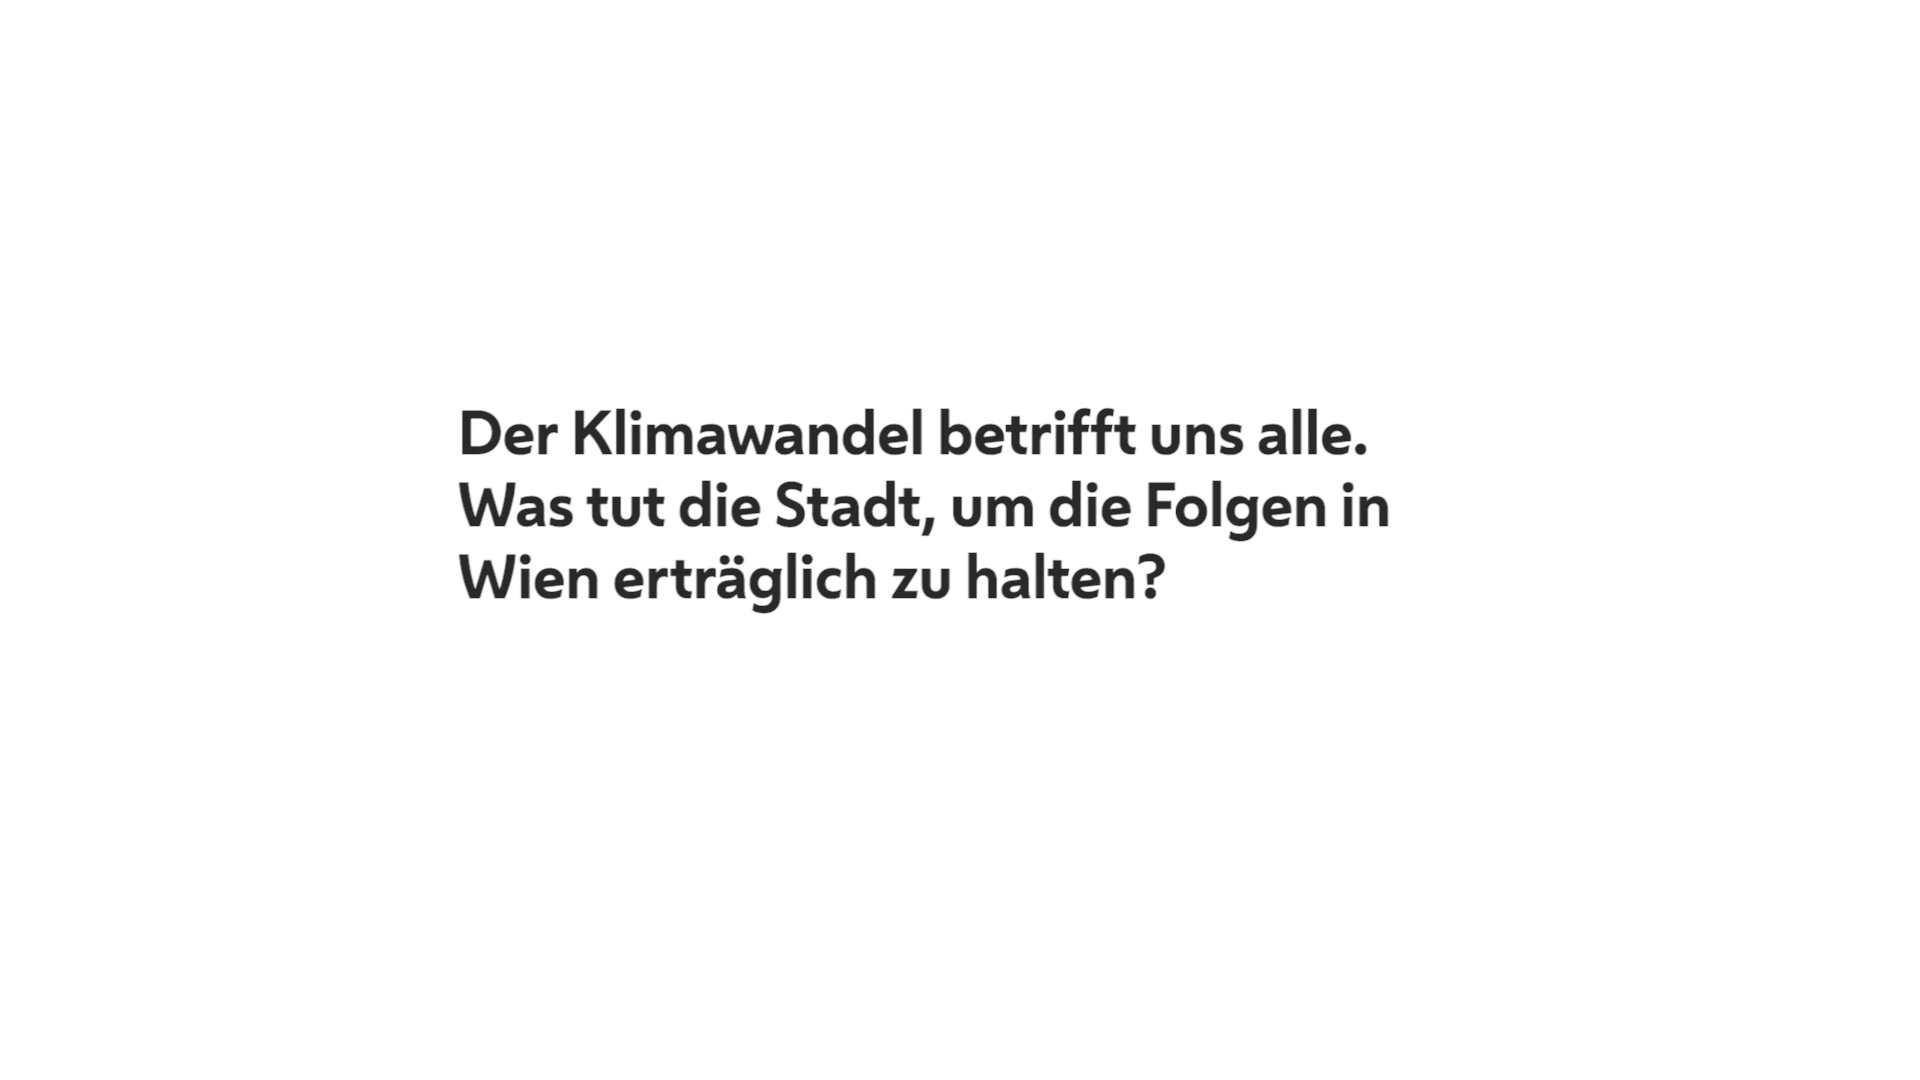 Der Klimawandel betrifft uns alle.
Was tut die Stadt, um die Folgen in
Wien erträglich zu halten?